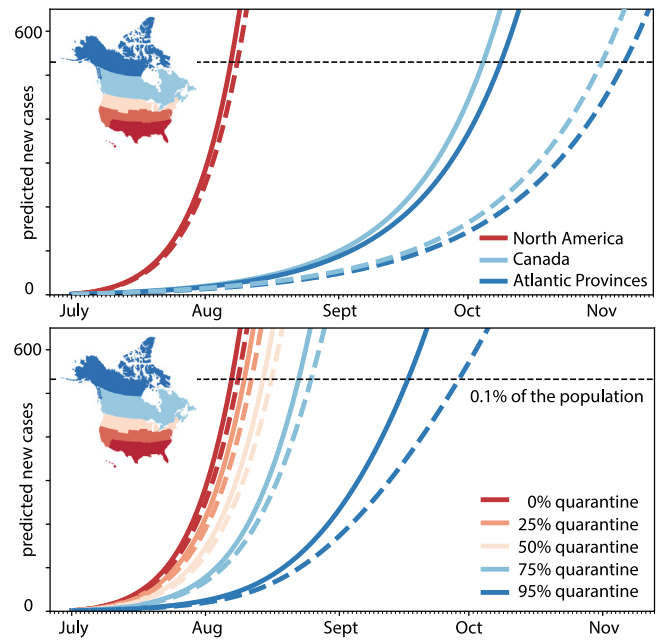 600
predicted new cases
North America
Canada
Atlantic Provinces
0
July Aug Sept Oct Nov
600
0.1% of the population
predicted new cases
0% quarantine
25% quarantine
50% quarantine
75% quarantine
95% quarantine
0
July Aug Sept Oct Nov